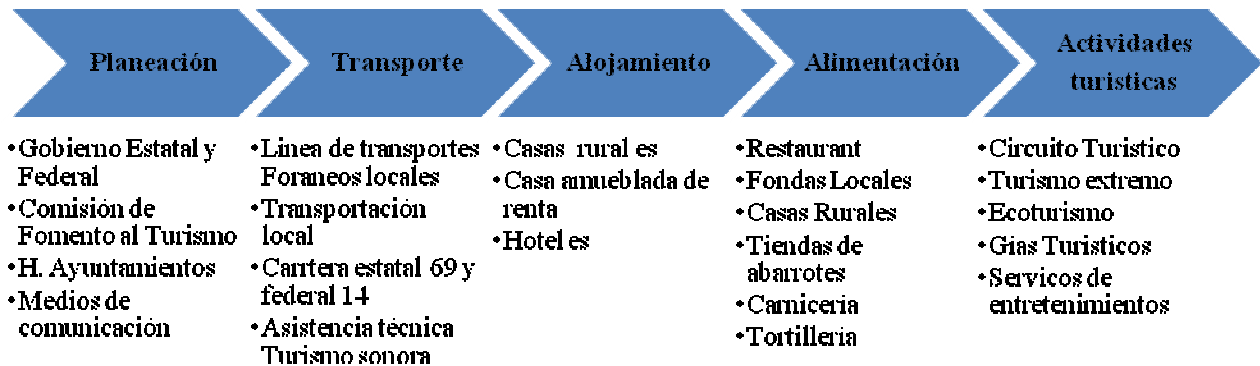 Planeación
Transporte
Alojamiento
Alimentación
Actividades
turisticas
•Gobierno Estatal y
Federal
•Comisión de
Fomento al Turismo
•H. Ayuntamientos
•Medios de
comunicación
•Linea de transportes
Foraneos locales
•Transportación
local
•Carrtera estatal 69 y
federal 14
•Asistencia técnica
Turismo sonora
•Casas rural es
•Casa amueblada de
renta
•Hotel es
•Restaurant
•Fondas Locales
•Casas Rurales
•Tiendas de
abarrotes
•Carniceria
•Tortilleria
•Circuito Turistico
•Turismo extremo
•Ecoturismo
•Gias Turisticos
•Servicos de
entretenimientos